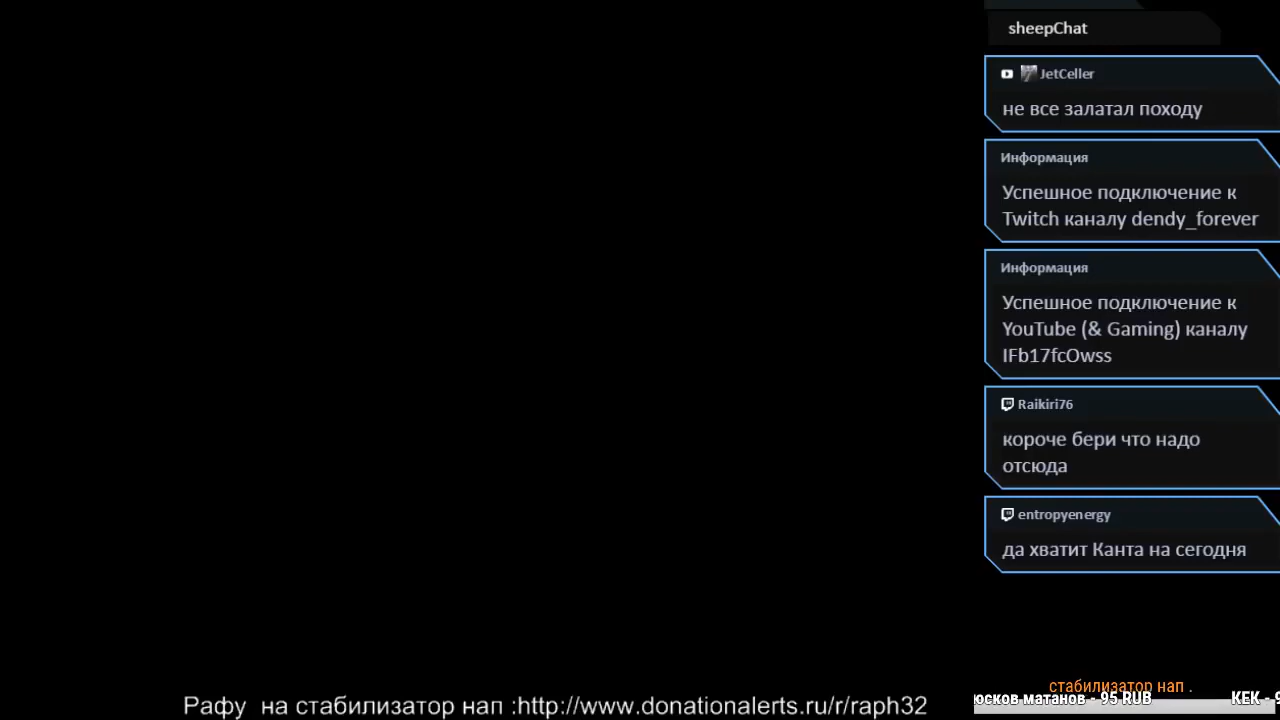 sheepChat
JetCeller
не все залатал походу
Информация
Успешное подключение к
Twitch каналу dendy_forever
Информация
Успешное подключение к
YouTube (& Gaming) каналу
IFb17fcOwss
Raikiri76
короче бери что надо
отсюда
entropyenergy
да хватит Канта на сегодня
стабилизатор нап .
матанов - 95 RUB КЕК -
Рафу на стабилизатор нап :http://www.donationalerts.ru/r/raph32